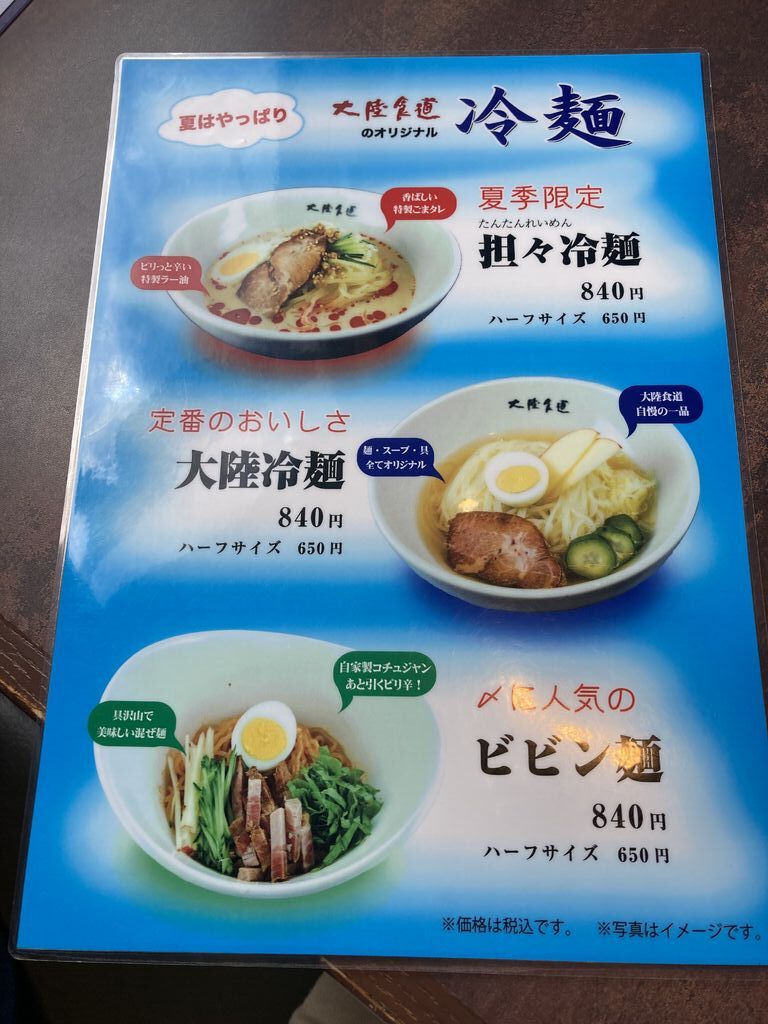 夏はやっぱり
大陸食道
のオリジナル
冷麺
夏季限定
たんたんれいめん
担々冷麺
840円
ハーフサイズ 650円
香ばしい
特製ごまタレ
大陸食道
ピリっと辛い
特製ラー油
定番のおいしさ
大陸冷麺
840円
ハーフサイズ 650円
大陸食道
自慢の一品
大陸食道
麺・スープ・具
全てオリジナル
〆に人気の
ビビン麺
840円
ハーフサイズ 650円
自家製コチュジャン
あと引くピリ辛！
具沢山で
美味しい混ぜ麺
※価格は税込です。 ※写真はイメージです。